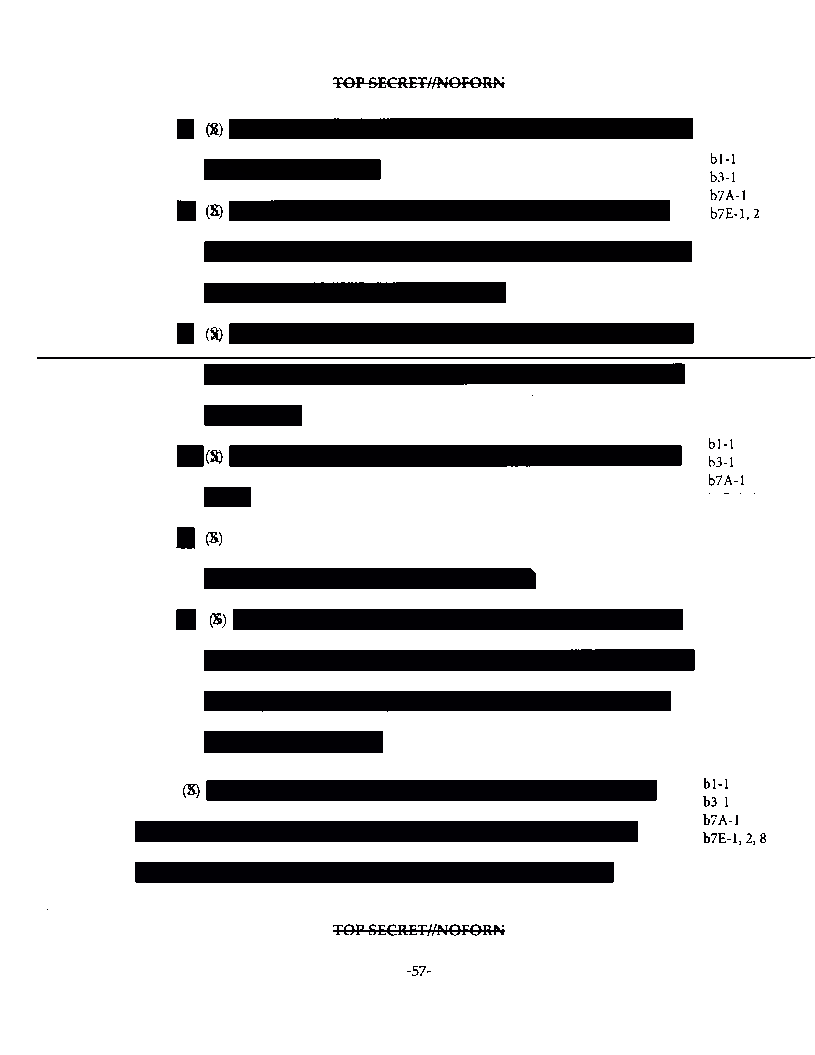 TOP SECRET//NOFORN
(S)
b1-1
b3-1
b7A-1
(S)
b7E-1, 2
(S)
b1-1
(S)
b3-1
b7A-1
(S)
(S)
(S)
b1-1
b3-1
b7A-1
b7E-1, 2, 8
TOP SECRET//NOFORN
-57-